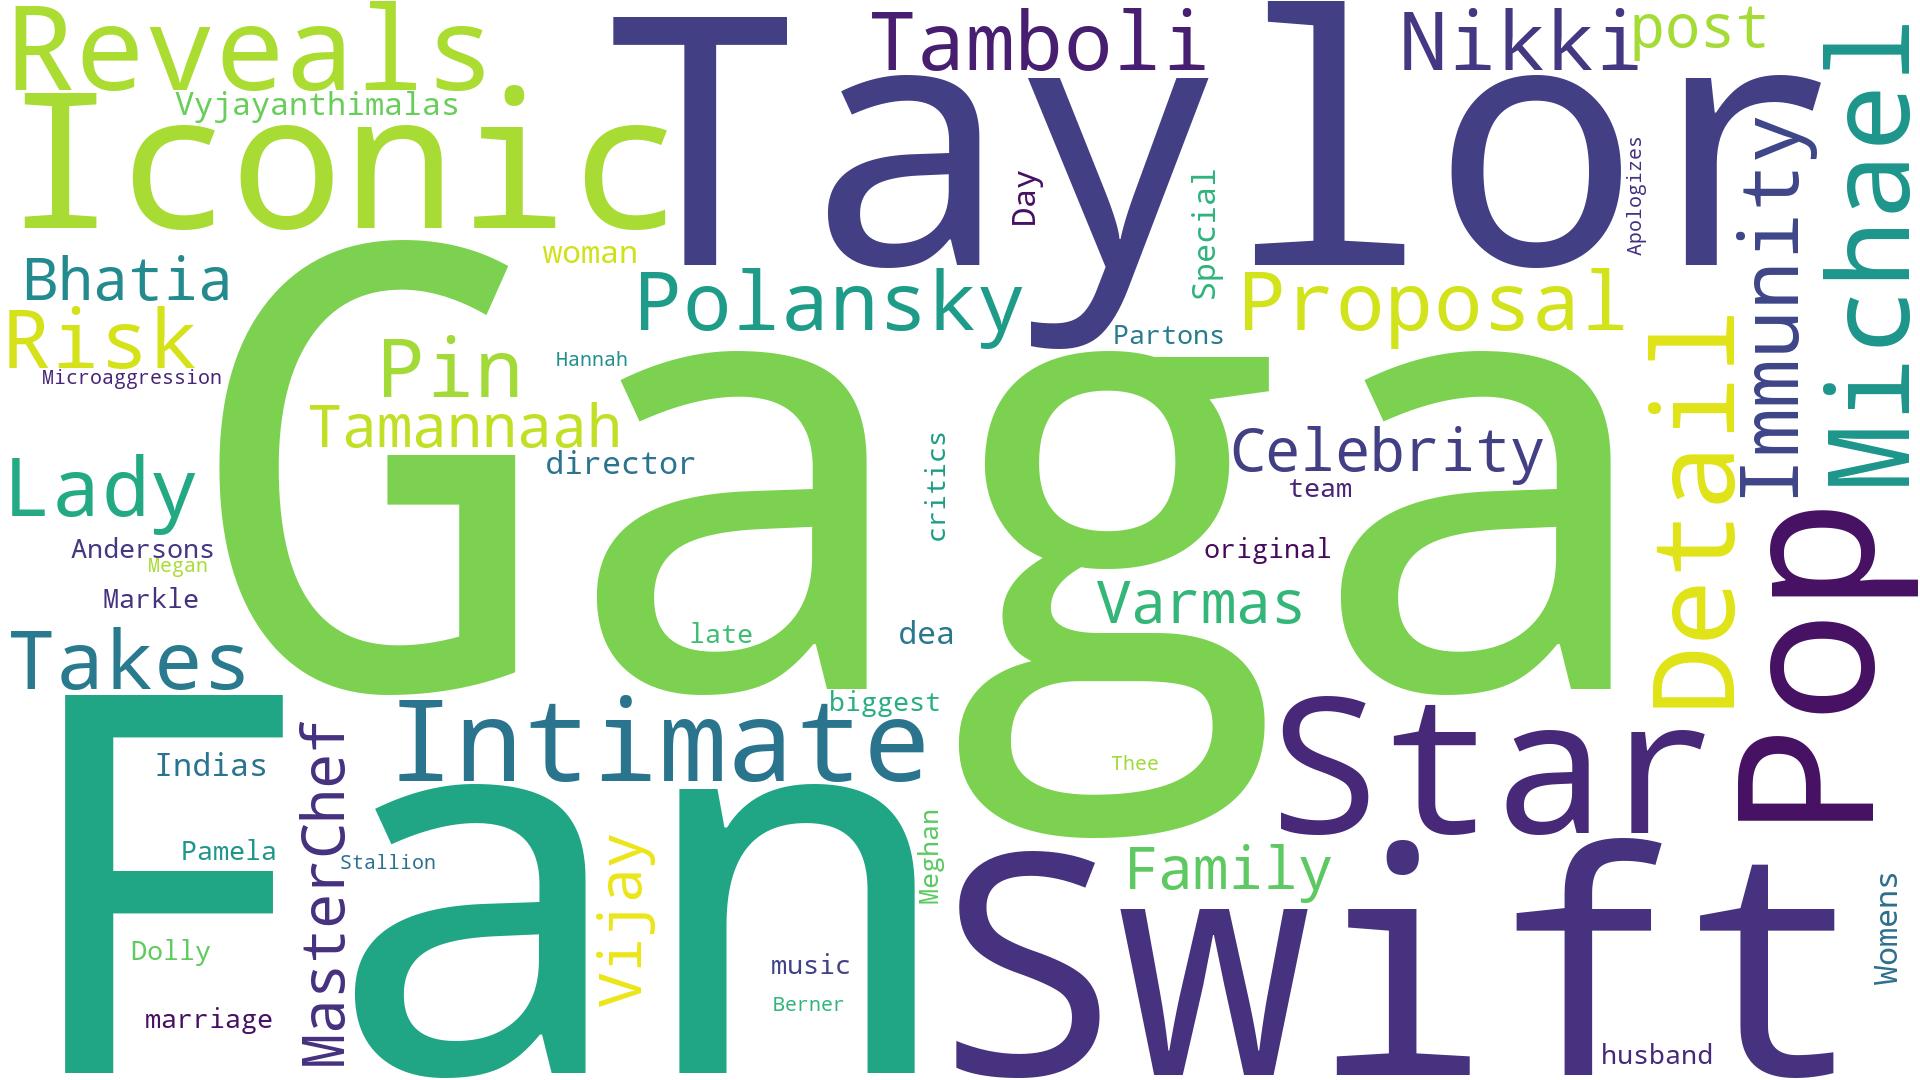 Reveals
Taylor
Tamboli
Nikki
post
Michael
Iconic
Vyjayanthimalas
Day
Special
Apologizes
Immunity
woman
Bhatia
Polansky
Proposal
Risk
Partons
Detail
Pin
Hannah
Microaggression
Gaga
Tamannaah
director
critics
Celebrity
team
Lady
Andersons
Megan
original
Pop
Markle
Varmas
late
dea
Takes
Intimate
biggest
Star
Fan
Indias
MasterChef
Thee
Pamela
Stallion
Vijay
Meghan
Family
Swift
Womens
Dolly
music
Berner
marriage
husband